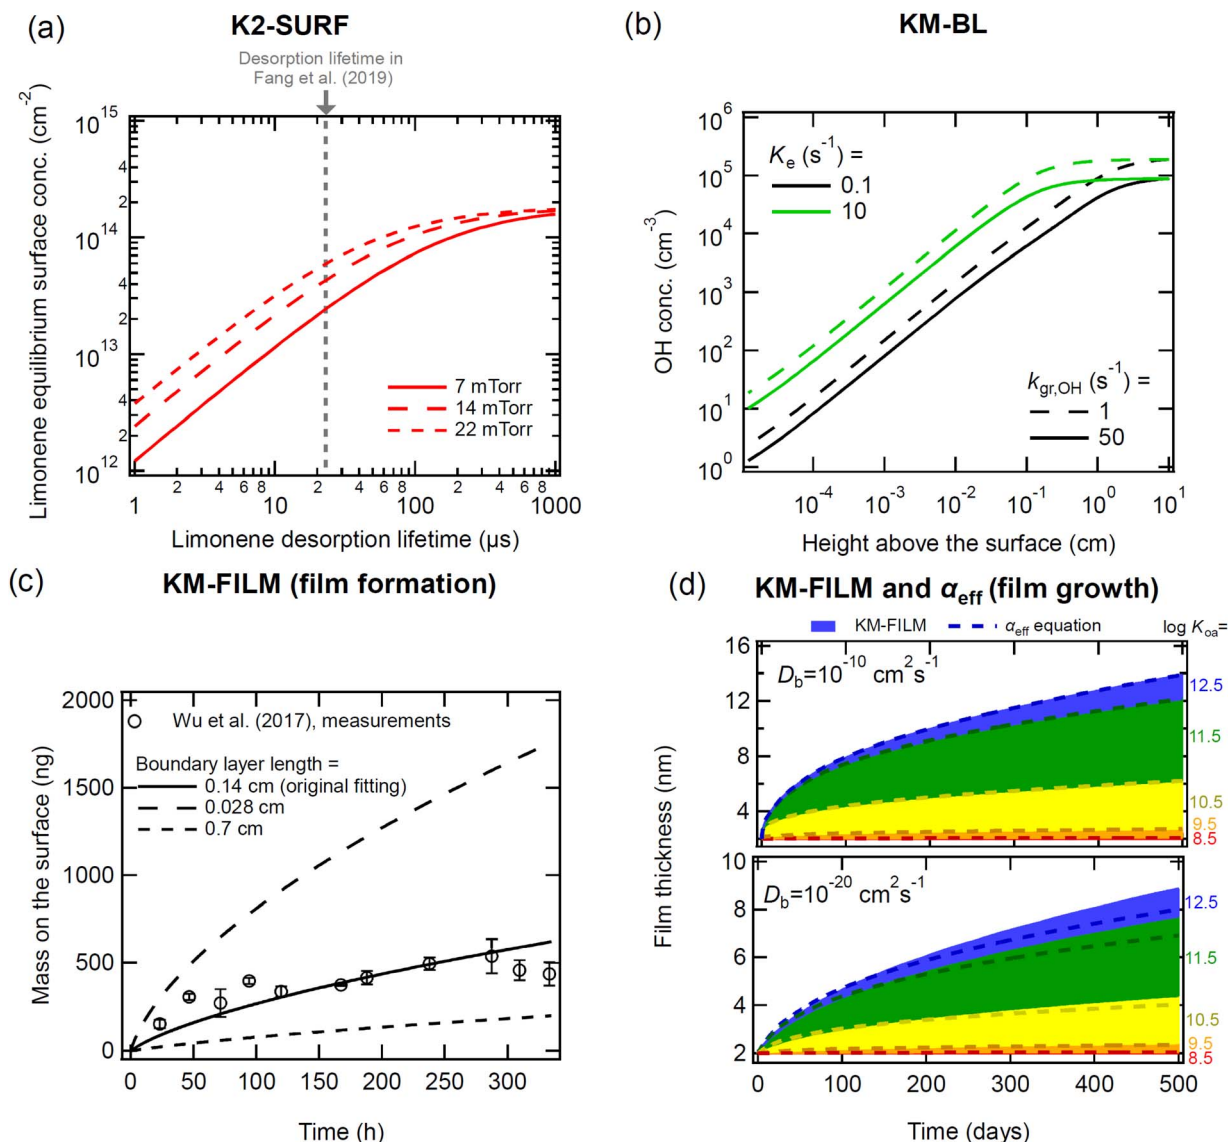 (a)
K2-SURF
Desorption lifetime in
Fang et al. (2019)
Limonene equilibrium surface conc. (cm-2)
10^15
4
2
10^14
4
2
10^13
4
2
10^12
7 mTorr
14 mTorr
22 mTorr
1
2
4
6
8
10
2
4
6
8
100
2
4
6
8
1000
Limonene desorption lifetime (µs)
(b)
KM-BL
OH conc. (cm-3)
10^6
10^5
10^4
10^3
10^2
10^1
10^0
Ke (s-1) =
0.1
10
kgr,OH (s-1) =
1
50
10^-4
10^-3
10^-2
10^-1
10^0
10^1
Height above the surface (cm)
(c)
KM-FILM (film formation)
Mass on the surface (ng)
2000
1500
1000
500
0
Wu et al. (2017), measurements
Boundary layer length =
0.14 cm (original fitting)
0.028 cm
0.7 cm
0
50
100
150
200
250
300
Time (h)
(d)
KM-FILM and αeff (film growth)
KM-FILM
αeff equation
log Koa=
Film thickness (nm)
16
14
12
8
4
Db=10^-10 cm2s-1
12.5
11.5
10.5
9.5
8.5
10
8
6
4
2
Db=10^-20 cm2s-1
12.5
11.5
10.5
9.5
8.5
0
100
200
300
400
500
Time (days)